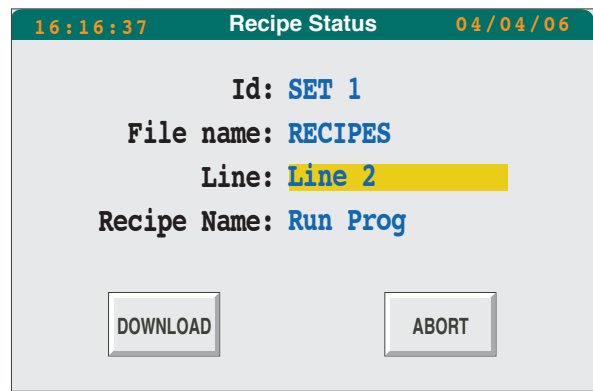 16:16:37 Recipe Status 04/04/06
Id: SET 1
File name: RECIPES
Line: Line 2
Recipe Name: Run Prog
DOWNLOAD ABORT